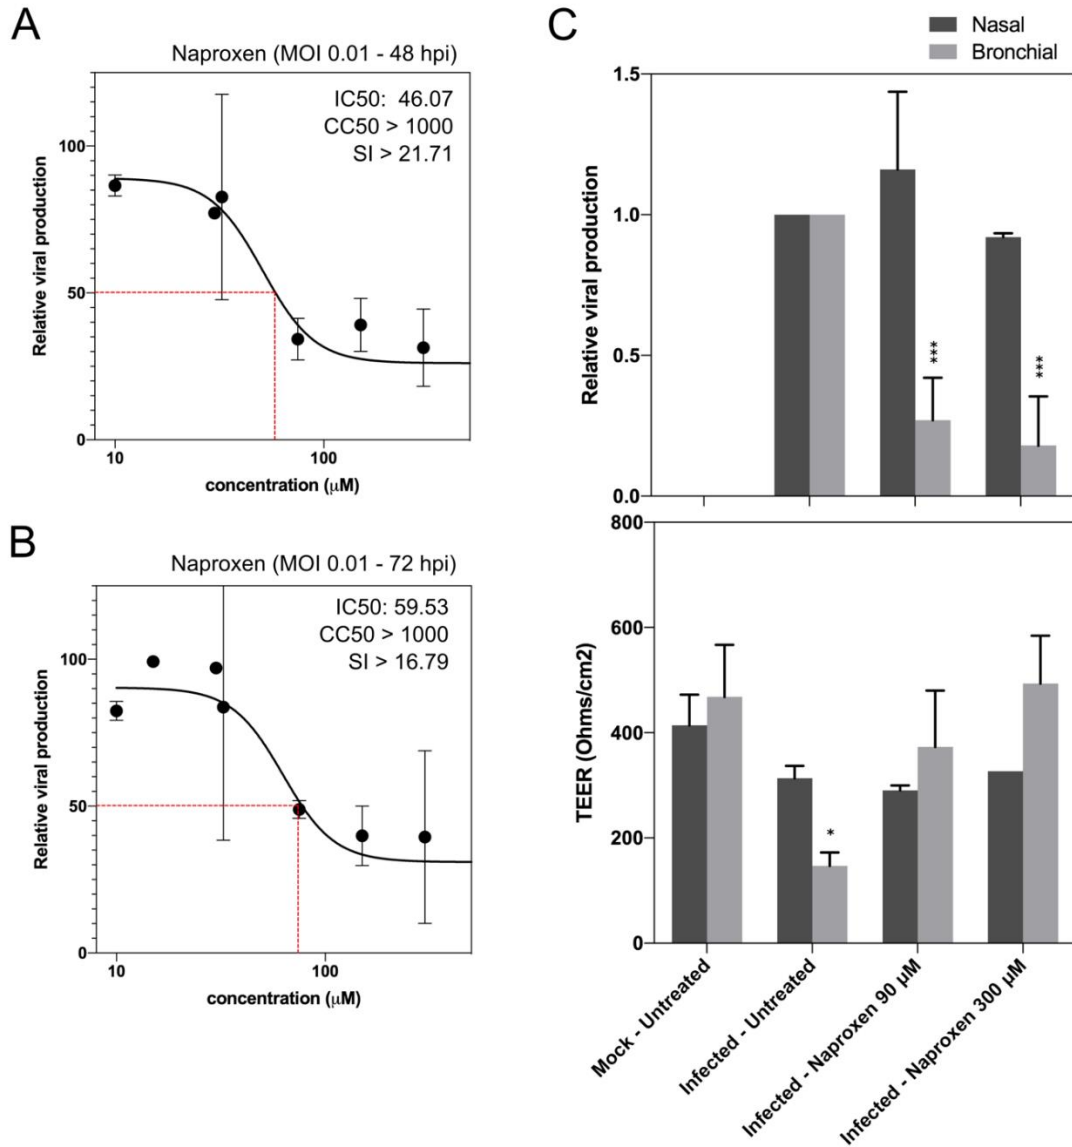 A
Naproxen (MOI 0.01 - 48 hpi)
IC50: 46.07
CC50 > 1000
SI > 21.71
100
50
0
Relative viral production
10
100
concentration (µM)
B
Naproxen (MOI 0.01 - 72 hpi)
IC50: 59.53
CC50 > 1000
SI > 16.79
100
50
0
Relative viral production
10
100
concentration (µM)
C
Nasal
Bronchial
1.5
1.0
0.5
0.0
Relative viral production
***
***
800
600
400
200
0
TEER (Ohms/cm2)
*
Mock - Untreated
Infected - Untreated
Infected - Naproxen 90 µM
Infected - Naproxen 300 µM